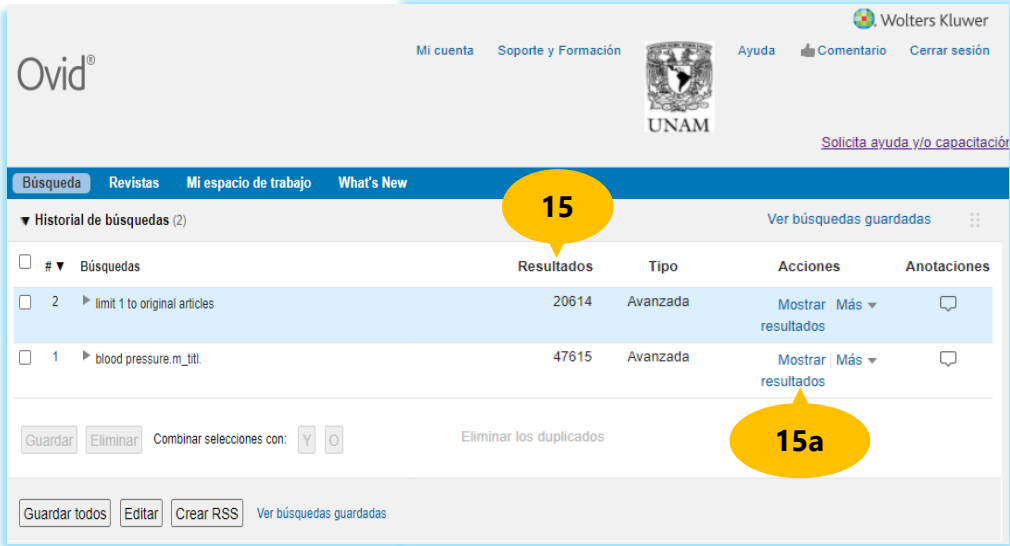 Wolters Kluwer
Ovid®
Mi cuenta Soporte y Formación Ayuda Comentario Cerrar sesión
UNAM
Solicita ayuda y/o capacitación
Búsqueda Revistas Mi espacio de trabajo What's New
15
▼ Historial de búsquedas (2) Ver búsquedas guardadas
# ▼ Búsquedas Resultados Tipo Acciones Anotaciones
2 limit 1 to original articles 20614 Avanzada Mostrar resultados Más
1 blood pressure.m_titl. 47615 Avanzada Mostrar resultados Más
Guardar Eliminar Combinar selecciones con: Y O Eliminar los duplicados
15a
Guardar todos Editar Crear RSS Ver búsquedas guardadas